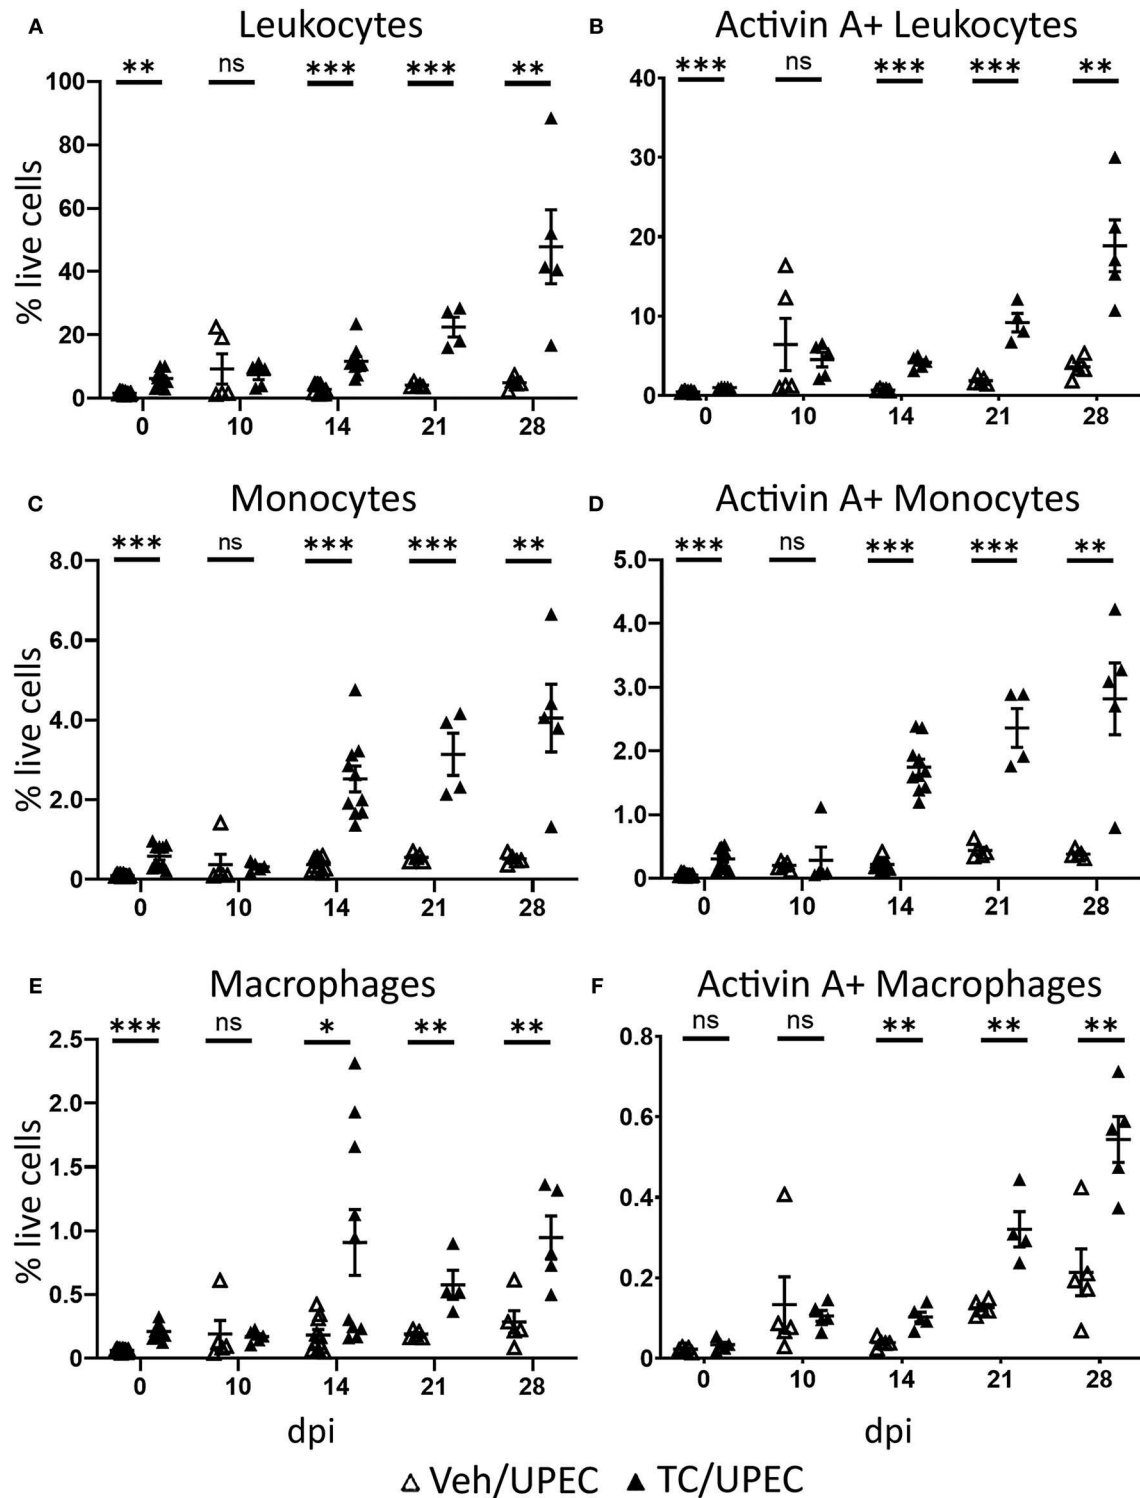 A Leukocytes
** ns *** *** **
100
80
60
40
20
0
% live cells
0 10 14 21 28
B Activin A+ Leukocytes
*** ns *** *** **
40
30
20
10
0
0 10 14 21 28
C Monocytes
*** ns *** *** **
8.0
6.0
4.0
2.0
0
% live cells
0 10 14 21 28
D Activin A+ Monocytes
*** ns *** *** **
5.0
4.0
3.0
2.0
1.0
0
0 10 14 21 28
E Macrophages
*** ns * ** **
2.5
2.0
1.5
1.0
0.5
0
% live cells
0 10 14 21 28
dpi
F Activin A+ Macrophages
ns ns ** ** **
0.8
0.6
0.4
0.2
0
0 10 14 21 28
dpi
Veh/UPEC TC/UPEC